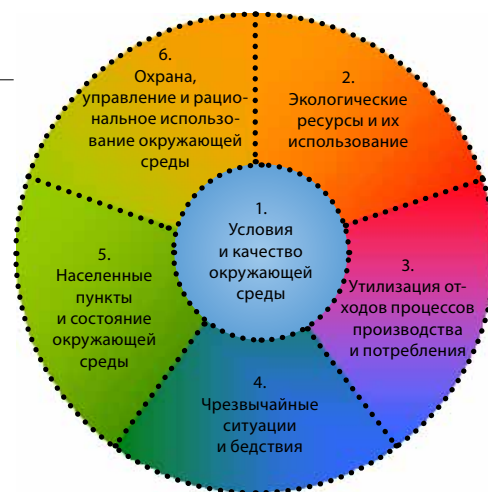 1.
Условия
и качество
окружающей
среды
2.
Экологические
ресурсы и их
использование
3.
Утилизация от-
ходов процессов
производства
и потребления
4.
Чрезвычайные
ситуации
и бедствия
5.
Населенные
пункты
и состояние
окружающей
среды
6.
Охрана,
управление и рацио-
нальное использо-
вание окружающей
среды